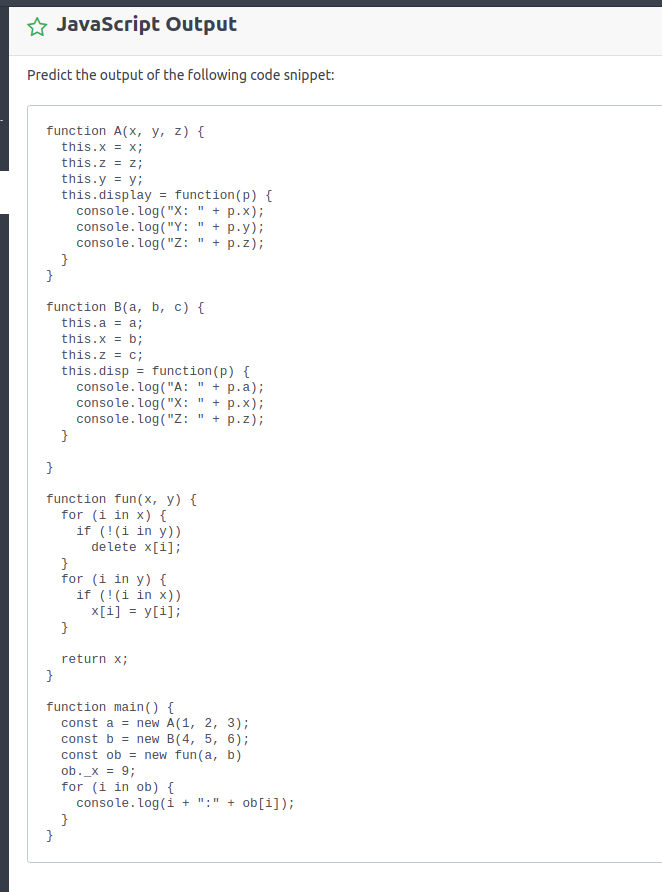 JavaScript Output
Predict the output of the following code snippet:
function A(x, y, z) {
  this.x = x;
  this.z = z;
  this.y = y;
  this.display = function(p) {
    console.log("X: " + p.x);
    console.log("Y: " + p.y);
    console.log("Z: " + p.z);
  }
}

function B(a, b, c) {
  this.a = a;
  this.x = b;
  this.z = c;
  this.disp = function(p) {
    console.log("A: " + p.a);
    console.log("X: " + p.x);
    console.log("Z: " + p.z);
  }

}

function fun(x, y) {
  for (i in x) {
    if (!(i in y))
      delete x[i];
  }
  for (i in y) {
    if (!(i in x))
      x[i] = y[i];
  }

  return x;
}

function main() {
  const a = new A(1, 2, 3);
  const b = new B(4, 5, 6);
  const ob = new fun(a, b)
  ob._x = 9;
  for (i in ob) {
    console.log(i + ":" + ob[i]);
  }
}